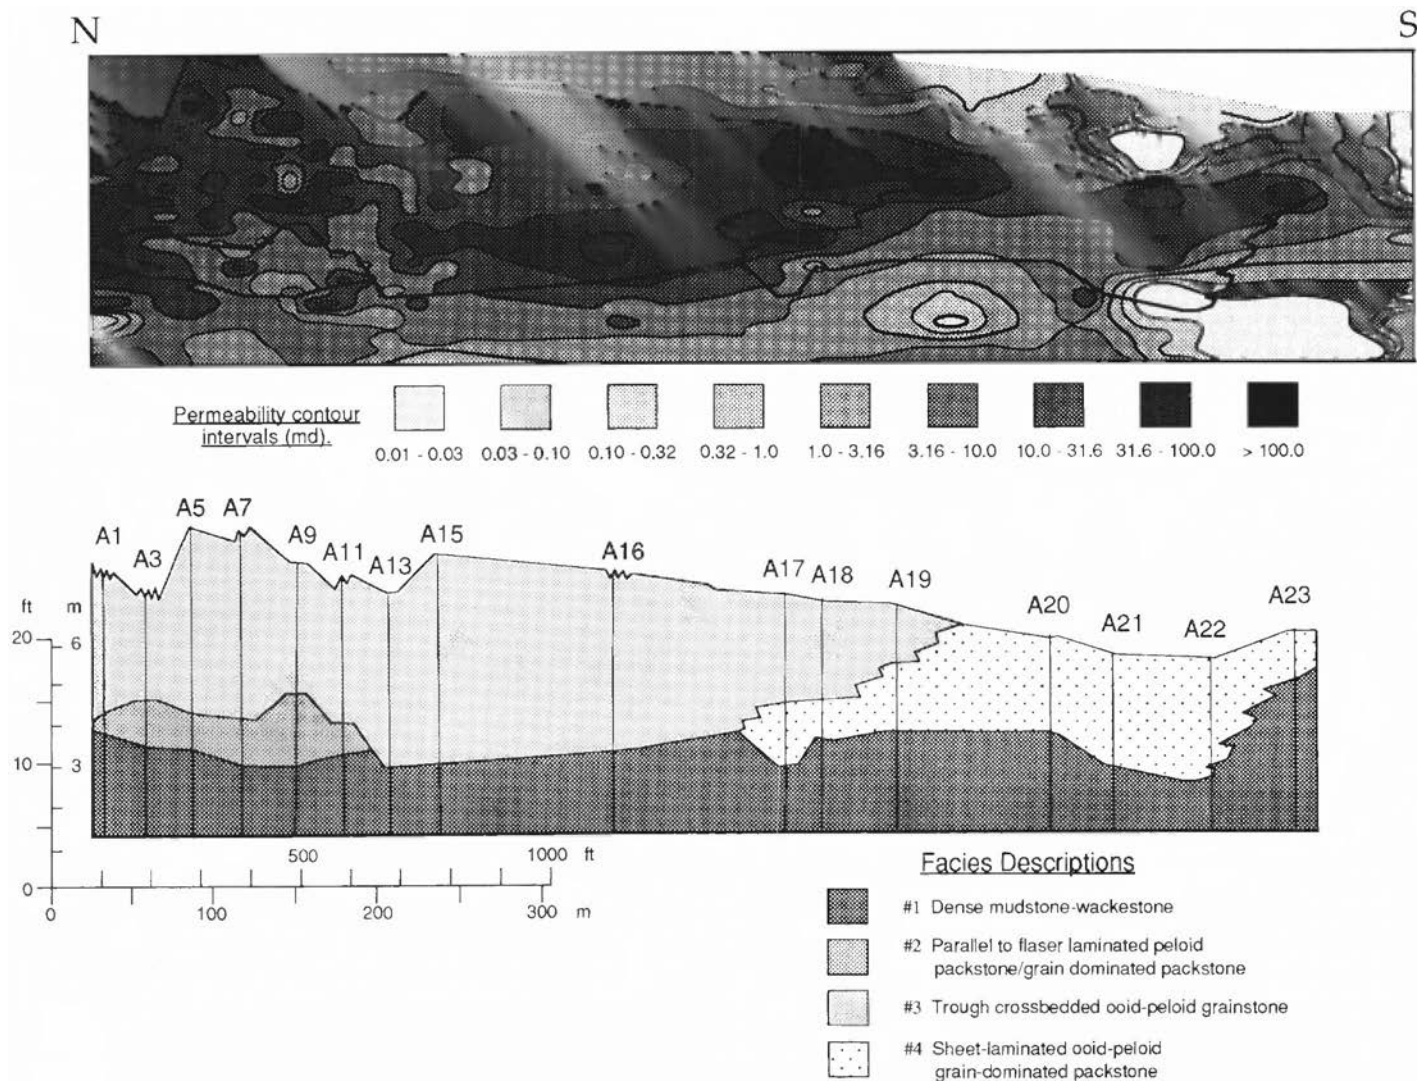 N S
Permeability contour
intervals (md).
0.01 - 0.03 0.03 - 0.10 0.10 - 0.32 0.32 - 1.0 1.0 - 3.16 3.16 - 10.0 10.0 - 31.6 31.6 - 100.0 > 100.0
A1 A3 A5 A7 A9 A11 A13 A15 A16 A17 A18 A19 A20 A21 A22 A23
ft m
20 6
10 3
500 1000 ft
0
0 100 200 300 m
Facies Descriptions
#1 Dense mudstone-wackestone
#2 Parallel to flaser laminated peloid
packstone/grain dominated packstone
#3 Trough crossbedded ooid-peloid grainstone
#4 Sheet-laminated ooid-peloid
grain-dominated packstone